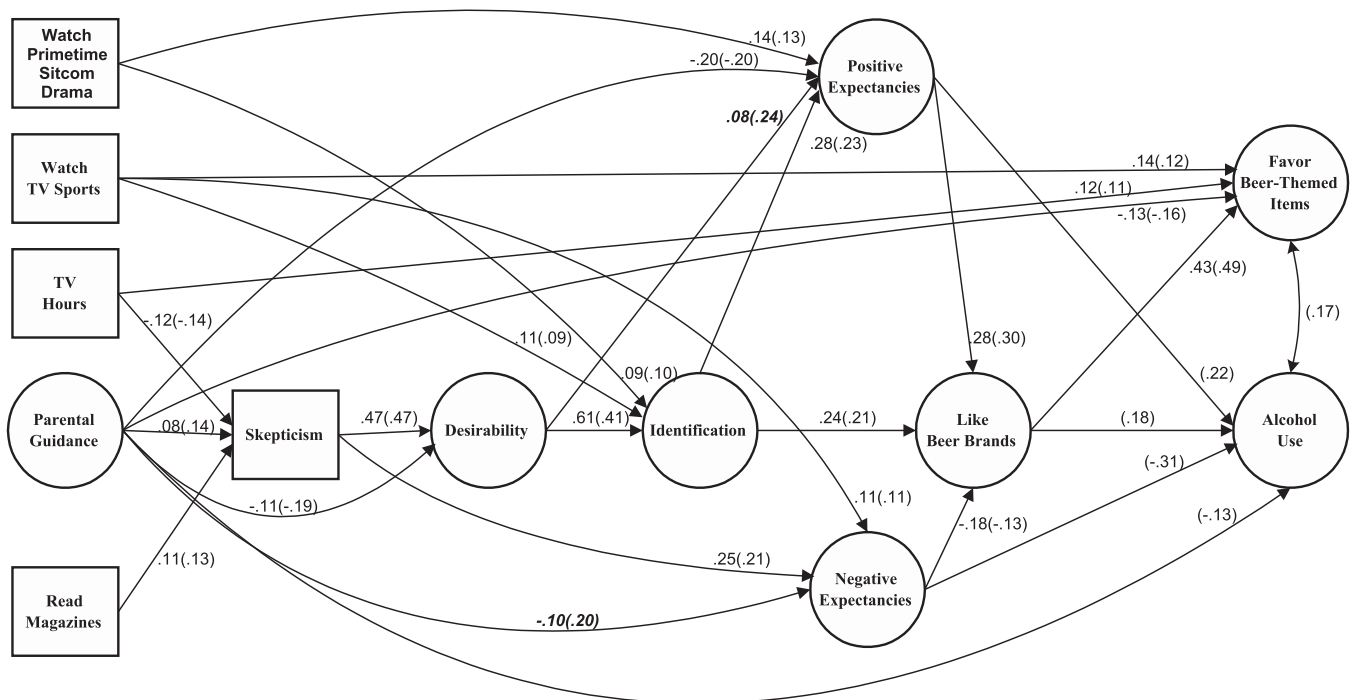 Watch
Primetime
Sitcom
Drama
.14(.13)
-.20(-.20)
Positive
Expectancies
.08(.24)
.28(.23)
Watch
TV Sports
.14(.12)
.12(.11)
-.13(-.16)
Favor
Beer-Themed
Items
TV
Hours
-.12(-.14)
.11(.09)
.09(.10)
.28(.30)
.43(.49)
(.17)
(.22)
Parental
Guidance
.08(.14)
Skepticism
.47(.47)
Desirability
.61(.41)
Identification
.24(.21)
Like
Beer Brands
(.18)
Alcohol
Use
(-.31)
-.11(-.19)
.11(.11)
-.18(-.13)
(-.13)
.11(.13)
.25(.21)
Negative
Expectancies
-.10(.20)
Read
Magazines